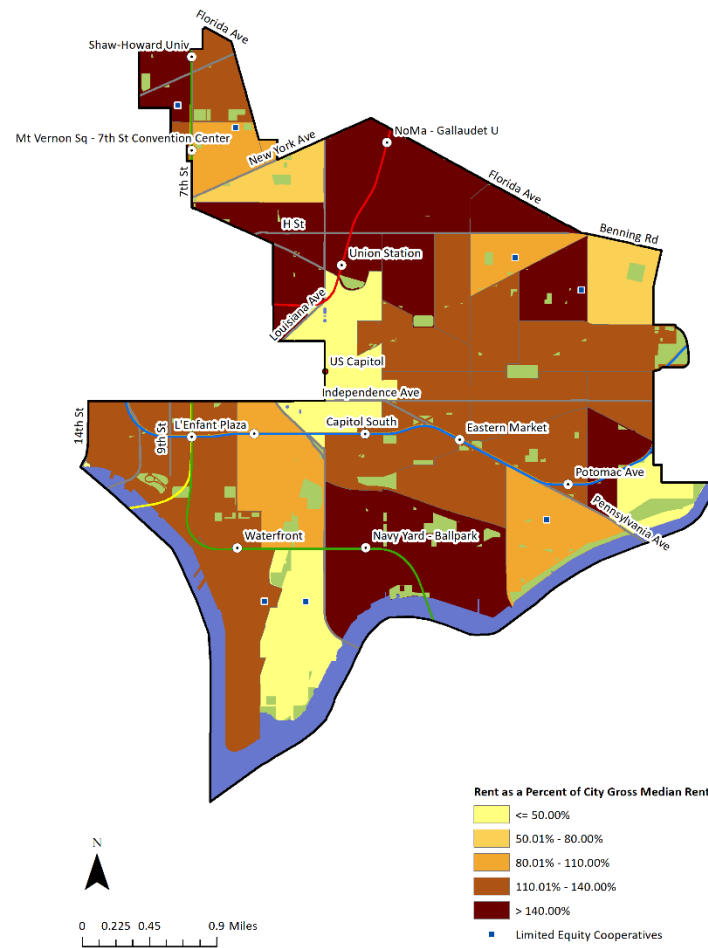 Florida Ave
Shaw-Howard Univ
Mt Vernon Sq - 7th St Convention Center
NoMa - Gallaudet U
New York Ave
7th St
Florida Ave
H St
Benning Rd
Union Station
Louisiana Ave
US Capitol
Independence Ave
14th St
9th St
L'Enfant Plaza
Capitol South
Eastern Market
Potomac Ave
Pennsylvania Ave
Waterfront
Navy Yard - Ballpark
Rent as a Percent of City Gross Median Rent
<= 50.00%
50.01% - 80.00%
80.01% - 110.00%
110.01% - 140.00%
> 140.00%
Limited Equity Cooperatives
N
0 0.225 0.45 0.9 Miles